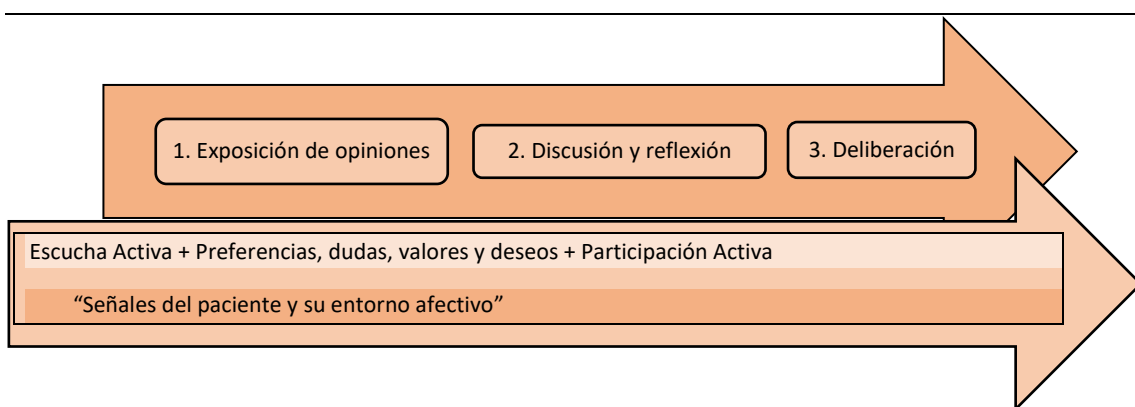 1. Exposición de opiniones
2. Discusión y reflexión
3. Deliberación
Escucha Activa + Preferencias, dudas, valores y deseos + Participación Activa
“Señales del paciente y su entorno afectivo”